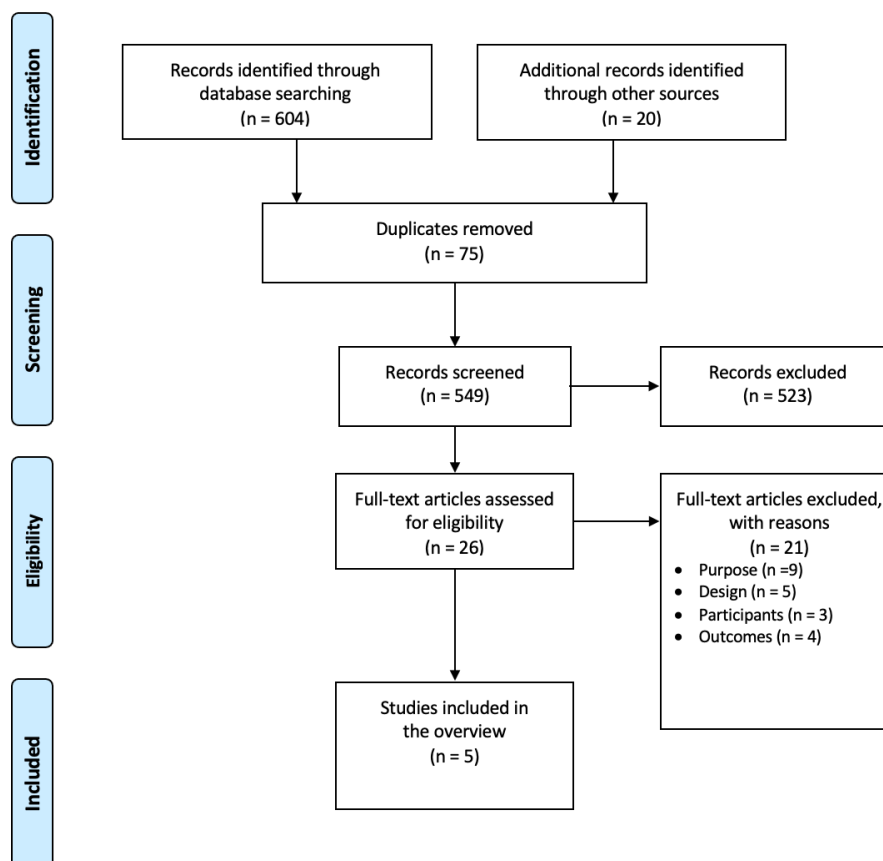 Identification
Records identified through
database searching
(n = 604)
Additional records identified
through other sources
(n = 20)
Duplicates removed
(n = 75)
Screening
Records screened
(n = 549)
Records excluded
(n = 523)
Eligibility
Full-text articles assessed
for eligibility
(n = 26)
Full-text articles excluded,
with reasons
(n = 21)
• Purpose (n =9)
• Design (n = 5)
• Participants (n = 3)
• Outcomes (n = 4)
Included
Studies included in
the overview
(n = 5)